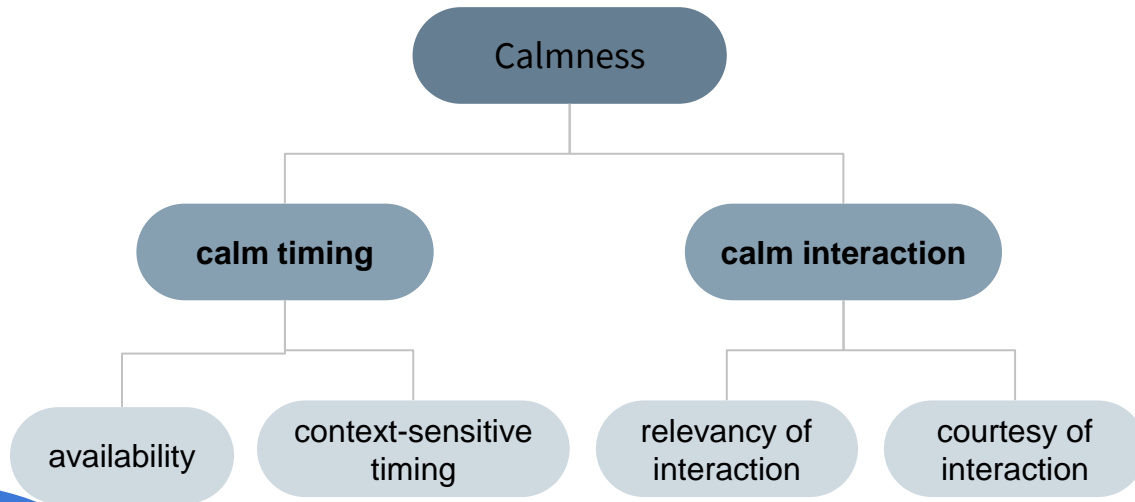 Calmness
calm timing
calm interaction
availability
context-sensitive
timing
relevancy of
interaction
courtesy of
interaction